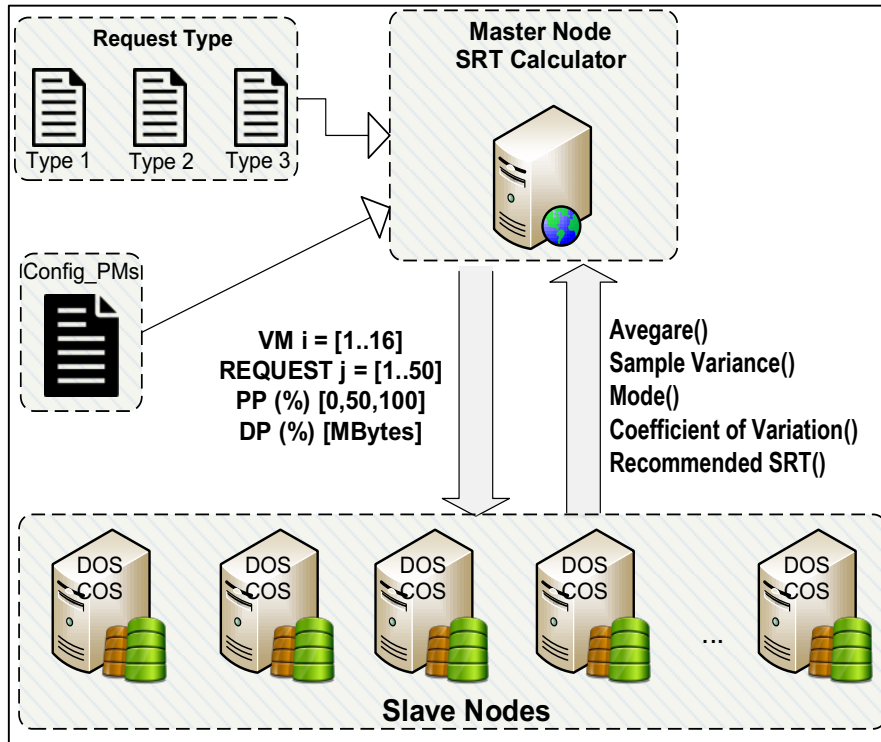 Request Type
Type 1
Type 2
Type 3
Master Node
SRT Calculator
Config_PMs
VM i = [1..16]
REQUEST j = [1..50]
PP (%) [0,50,100]
DP (%) [MBytes]
Avegare()
Sample Variance()
Mode()
Coefficient of Variation()
Recommended SRT()
DOS
COS
DOS
COS
DOS
COS
DOS
COS
...
DOS
COS
Slave Nodes